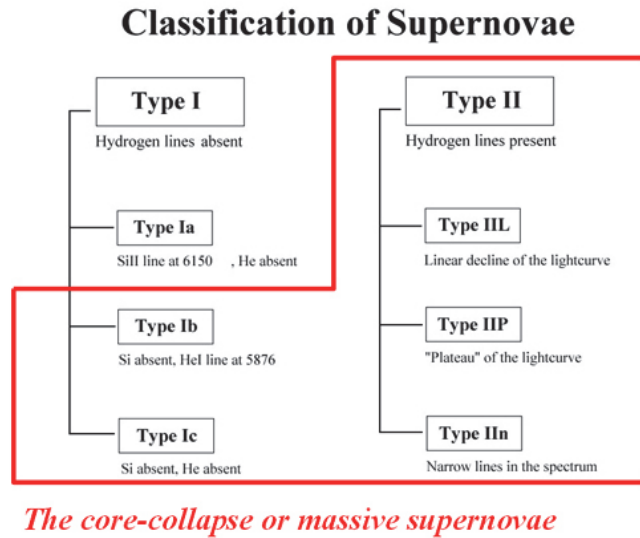 Classification of Supernovae
Type I
Hydrogen lines absent
Type Ia
SiII line at 6150 , He absent
Type Ib
Si absent, HeI line at 5876
Type Ic
Si absent, He absent
Type II
Hydrogen lines present
Type IIL
Linear decline of the lightcurve
Type IIP
"Plateau" of the lightcurve
Type IIn
Narrow lines in the spectrum
The core-collapse or massive supernovae